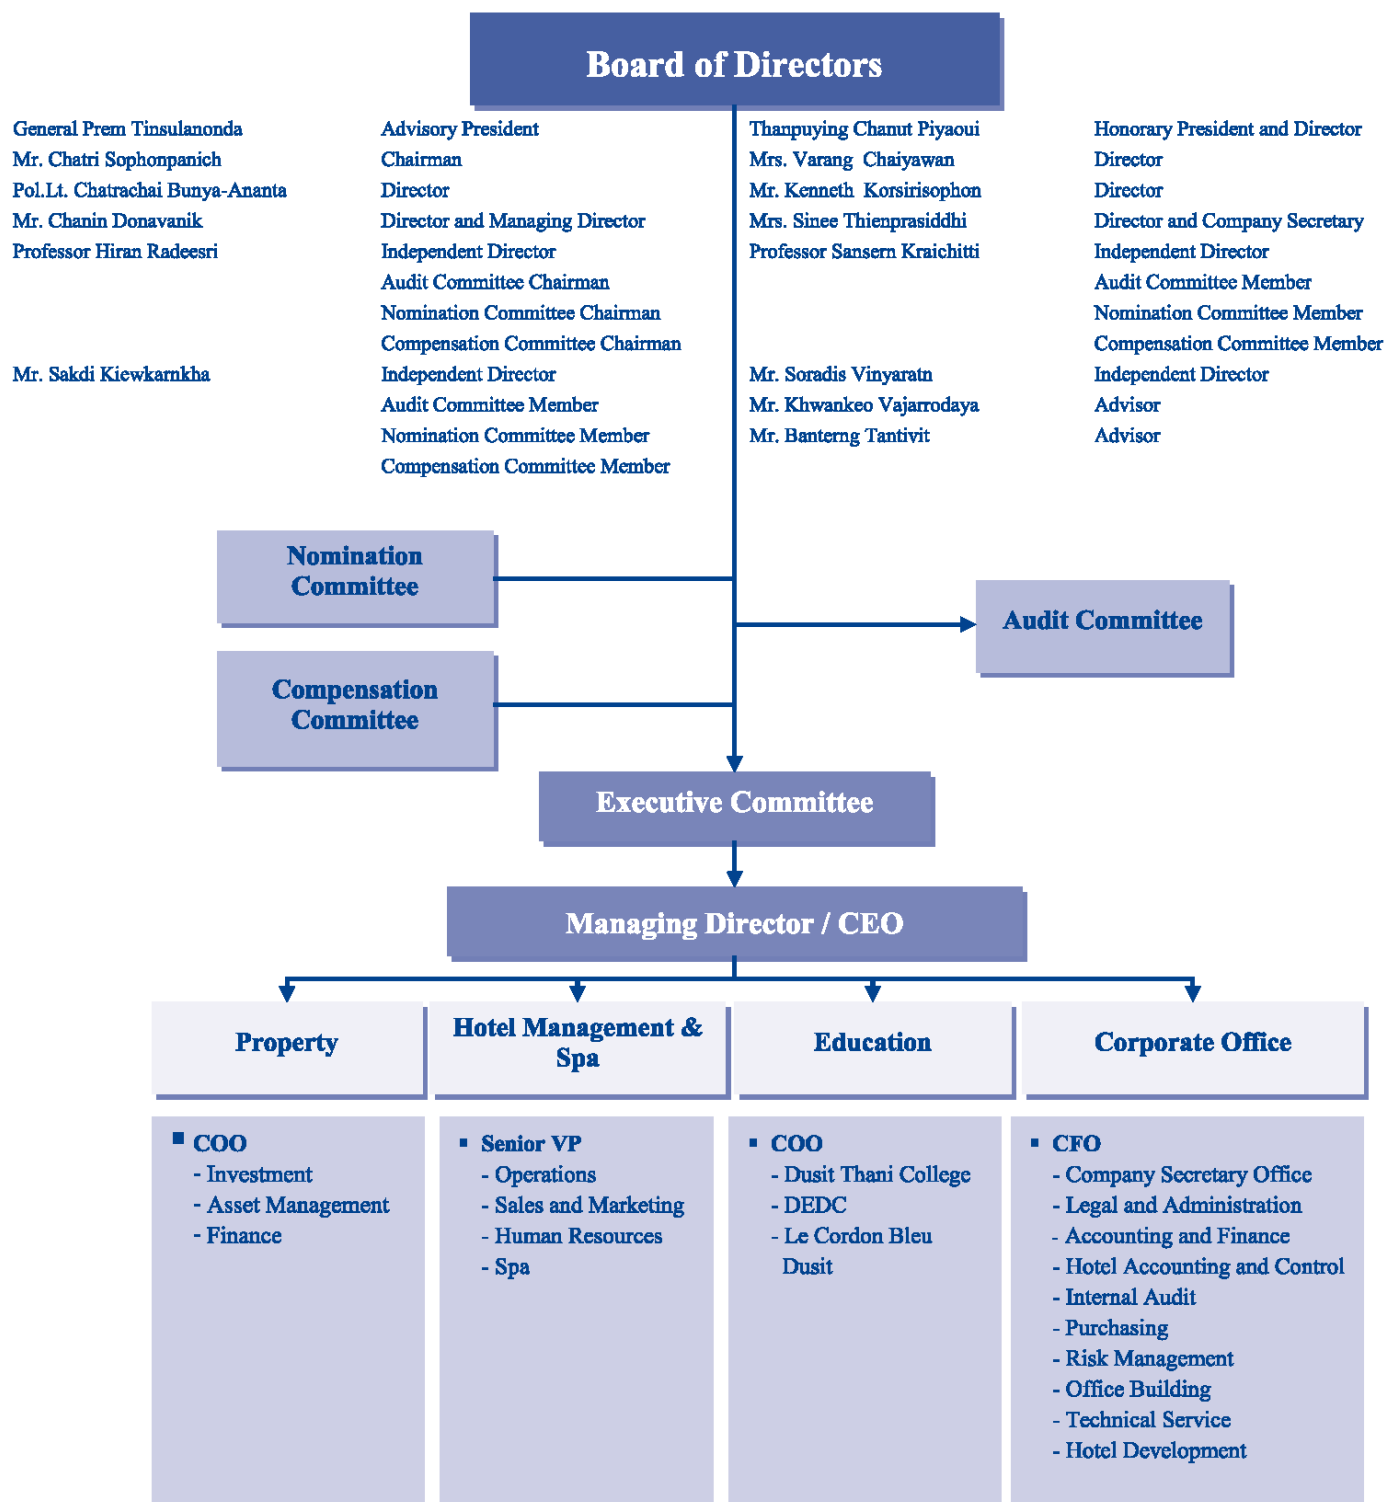 Board of Directors
General Prem Tinsulanonda Advisory President Thanpuying Chanut Piyaoui Honorary President and Director
Mr. Chatri Sophonpanich Chairman Mrs. Varang Chaiyawan Director
Pol.Lt. Chatrachai Bunya-Ananta Director Mr. Kenneth Korsirisophon Director
Mr. Chanin Donavanik Director and Managing Director Mrs. Sinee Thienprasiddhi Director and Company Secretary
Professor Hiran Radeesri Independent Director Professor Sansern Kraichitti Independent Director
Audit Committee Chairman Audit Committee Member
Nomination Committee Chairman Nomination Committee Member
Compensation Committee Chairman Compensation Committee Member
Mr. Sakdi Kiewkarnkha Independent Director Mr. Soradis Vinyaratn Independent Director
Audit Committee Member Mr. Khwankeo Vajarrodaya Advisor
Nomination Committee Member Mr. Banterng Tantivit Advisor
Compensation Committee Member
Nomination
Committee
Audit Committee
Compensation
Committee
Executive Committee
Managing Director / CEO
Property
Hotel Management &
Spa
Education
Corporate Office
▪ COO
- Investment
- Asset Management
- Finance
▪ Senior VP
- Operations
- Sales and Marketing
- Human Resources
- Spa
▪ COO
- Dusit Thani College
- DEDC
- Le Cordon Bleu
Dusit
▪ CFO
- Company Secretary Office
- Legal and Administration
- Accounting and Finance
- Hotel Accounting and Control
- Internal Audit
- Purchasing
- Risk Management
- Office Building
- Technical Service
- Hotel Development